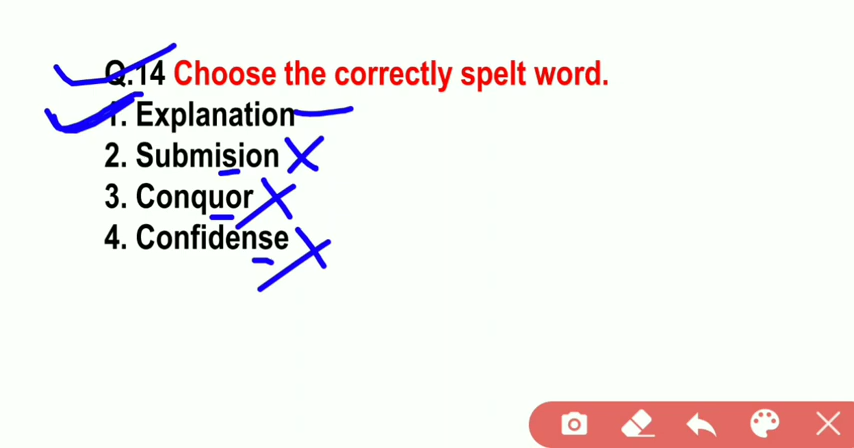 Q.14 Choose the correctly spelt word.
1. Explanation
2. Submision
3. Conquor
4. Confidense